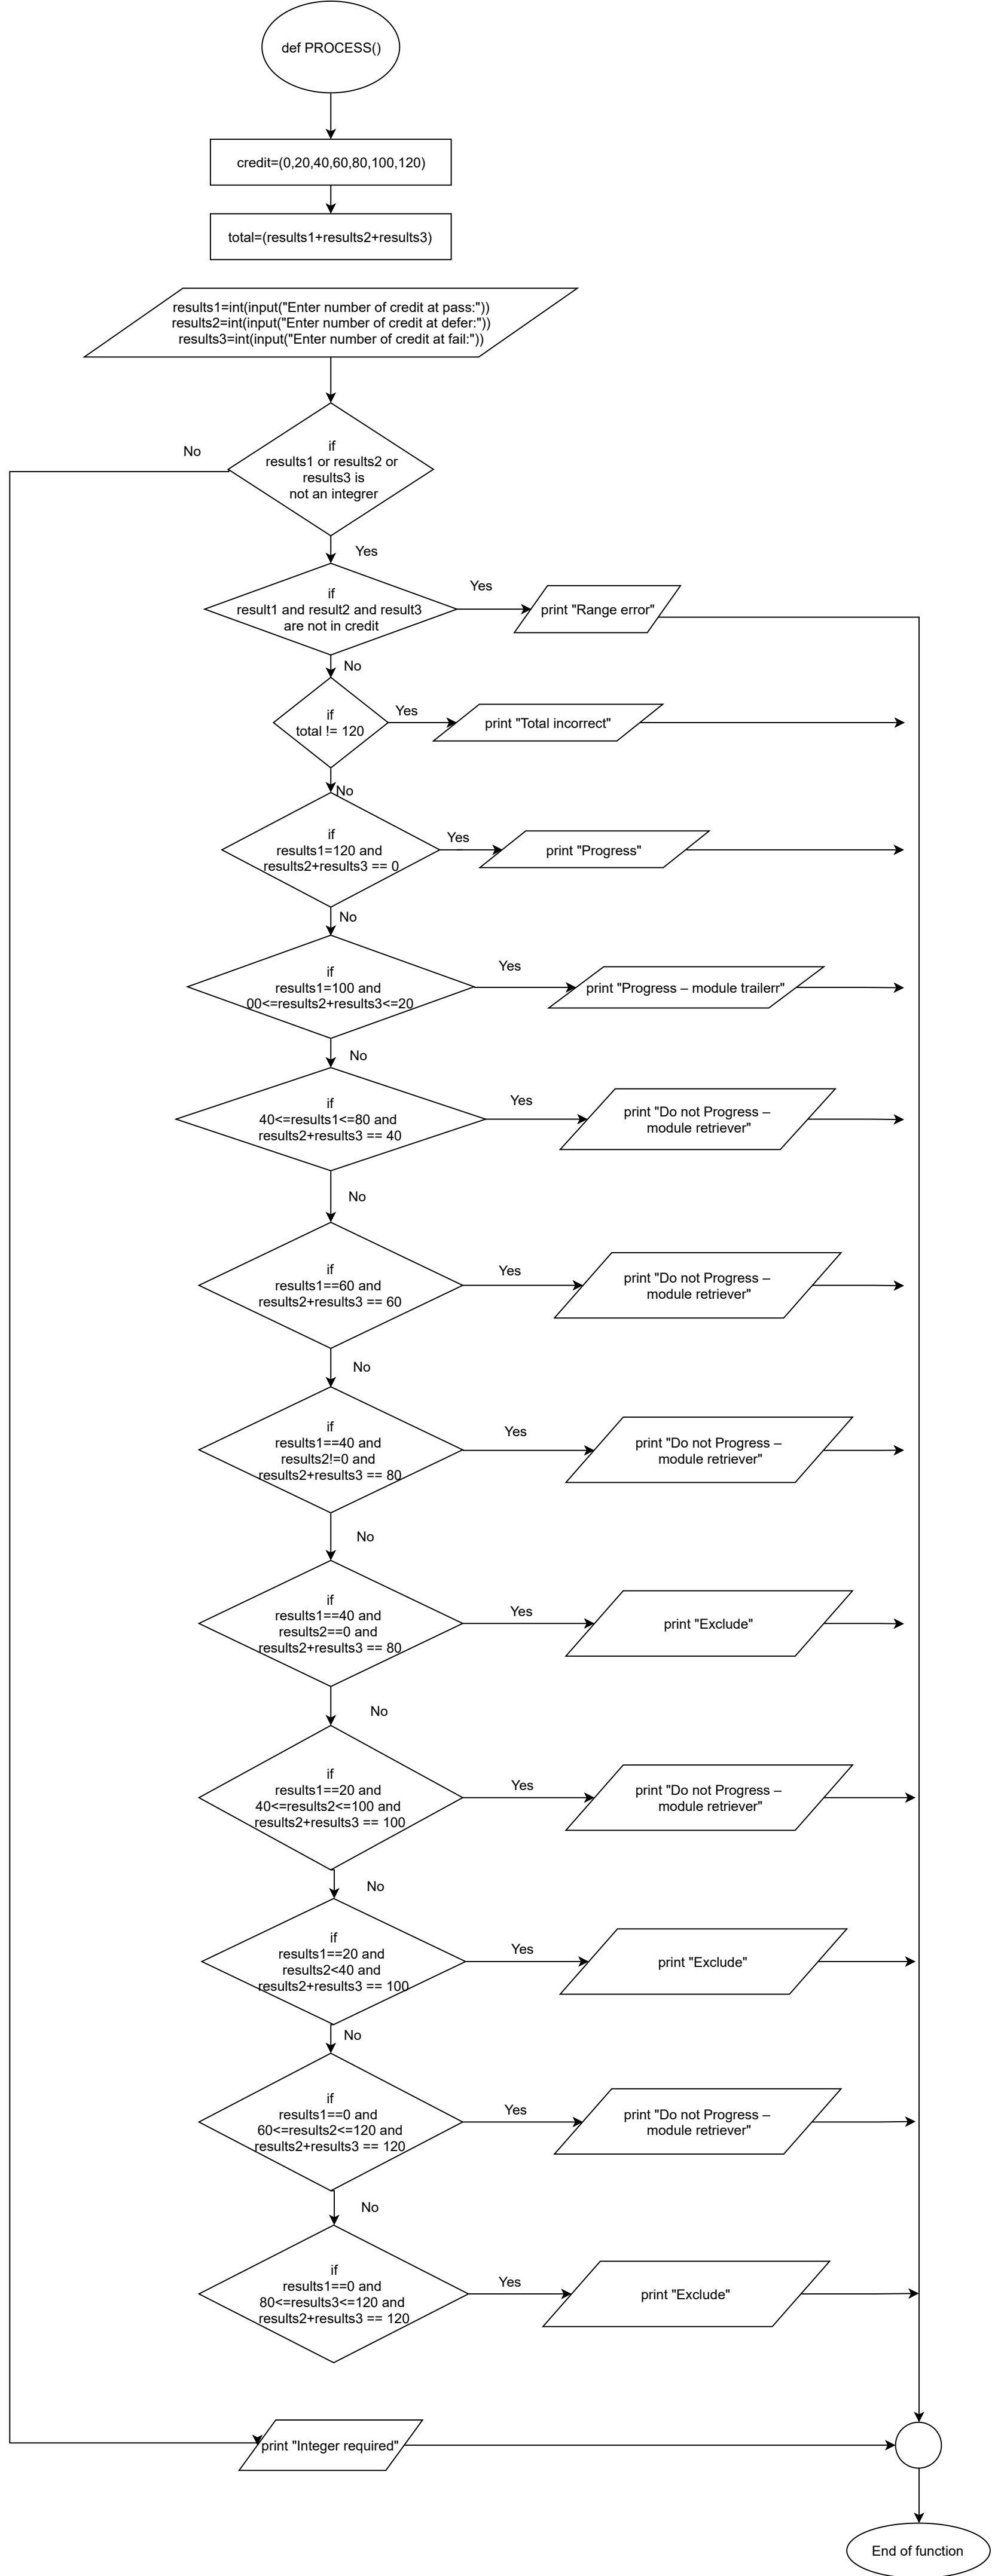 def PROCESS()
credit=(0,20,40,60,80,100,120)
total=(results1+results2+results3)
results1=int(input("Enter number of credit at pass:"))
results2=int(input("Enter number of credit at defer:"))
results3=int(input("Enter number of credit at fail:"))
No
if
results1 or results2 or
results3 is
not an integrer
Yes
if
result1 and result2 and result3
are not in credit
Yes
print "Range error"
No
if
total != 120
Yes
print "Total incorrect"
No
if
results1=120 and
results2+results3 == 0
Yes
print "Progress"
No
if
results1=100 and
00<=results2+results3<=20
Yes
print "Progress – module trailerr"
No
if
40<=results1<=80 and
results2+results3 == 40
Yes
print "Do not Progress –
module retriever"
No
if
results1==60 and
results2+results3 == 60
Yes
print "Do not Progress –
module retriever"
No
if
results1==40 and
results2!=0 and
results2+results3 == 80
Yes
print "Do not Progress –
module retriever"
No
if
results1==40 and
results2==0 and
results2+results3 == 80
Yes
print "Exclude"
No
if
results1==20 and
40<=results2<=100 and
results2+results3 == 100
Yes
print "Do not Progress –
module retriever"
No
if
results1==20 and
results2<40 and
results2+results3 == 100
Yes
print "Exclude"
No
if
results1==0 and
60<=results2<=120 and
results2+results3 == 120
Yes
print "Do not Progress –
module retriever"
No
if
results1==0 and
80<=results3<=120 and
results2+results3 == 120
Yes
print "Exclude"
print "Integer required"
End of function